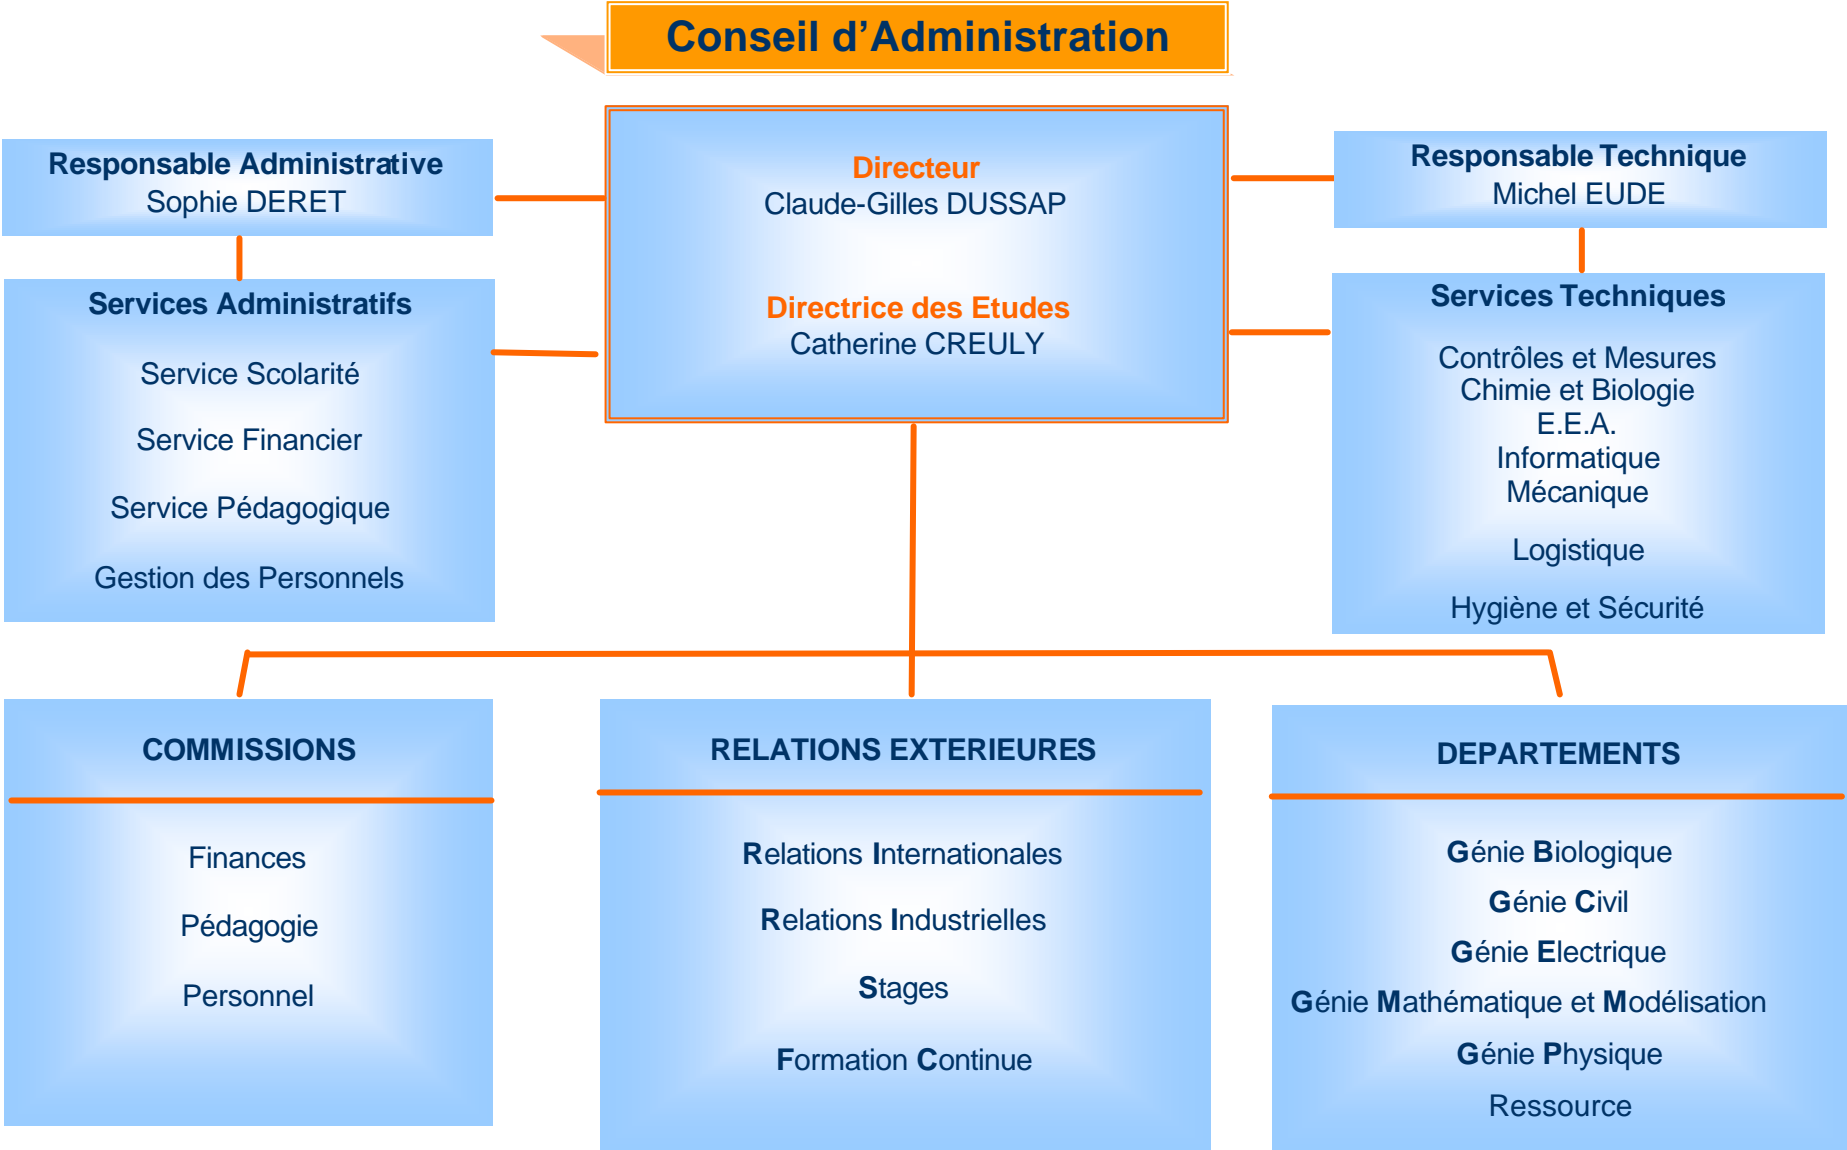 Conseil d’Administration
Responsable Administrative
Sophie DERET
Directeur
Claude-Gilles DUSSAP
Directrice des Etudes
Catherine CREULY
Responsable Technique
Michel EUDE
Services Administratifs
Service Scolarité
Service Financier
Service Pédagogique
Gestion des Personnels
Services Techniques
Contrôles et Mesures
Chimie et Biologie
E.E.A.
Informatique
Mécanique
Logistique
Hygiène et Sécurité
COMMISSIONS
Finances
Pédagogie
Personnel
RELATIONS EXTERIEURES
Relations Internationales
Relations Industrielles
Stages
Formation Continue
DEPARTEMENTS
Génie Biologique
Génie Civil
Génie Electrique
Génie Mathématique et Modélisation
Génie Physique
Ressource